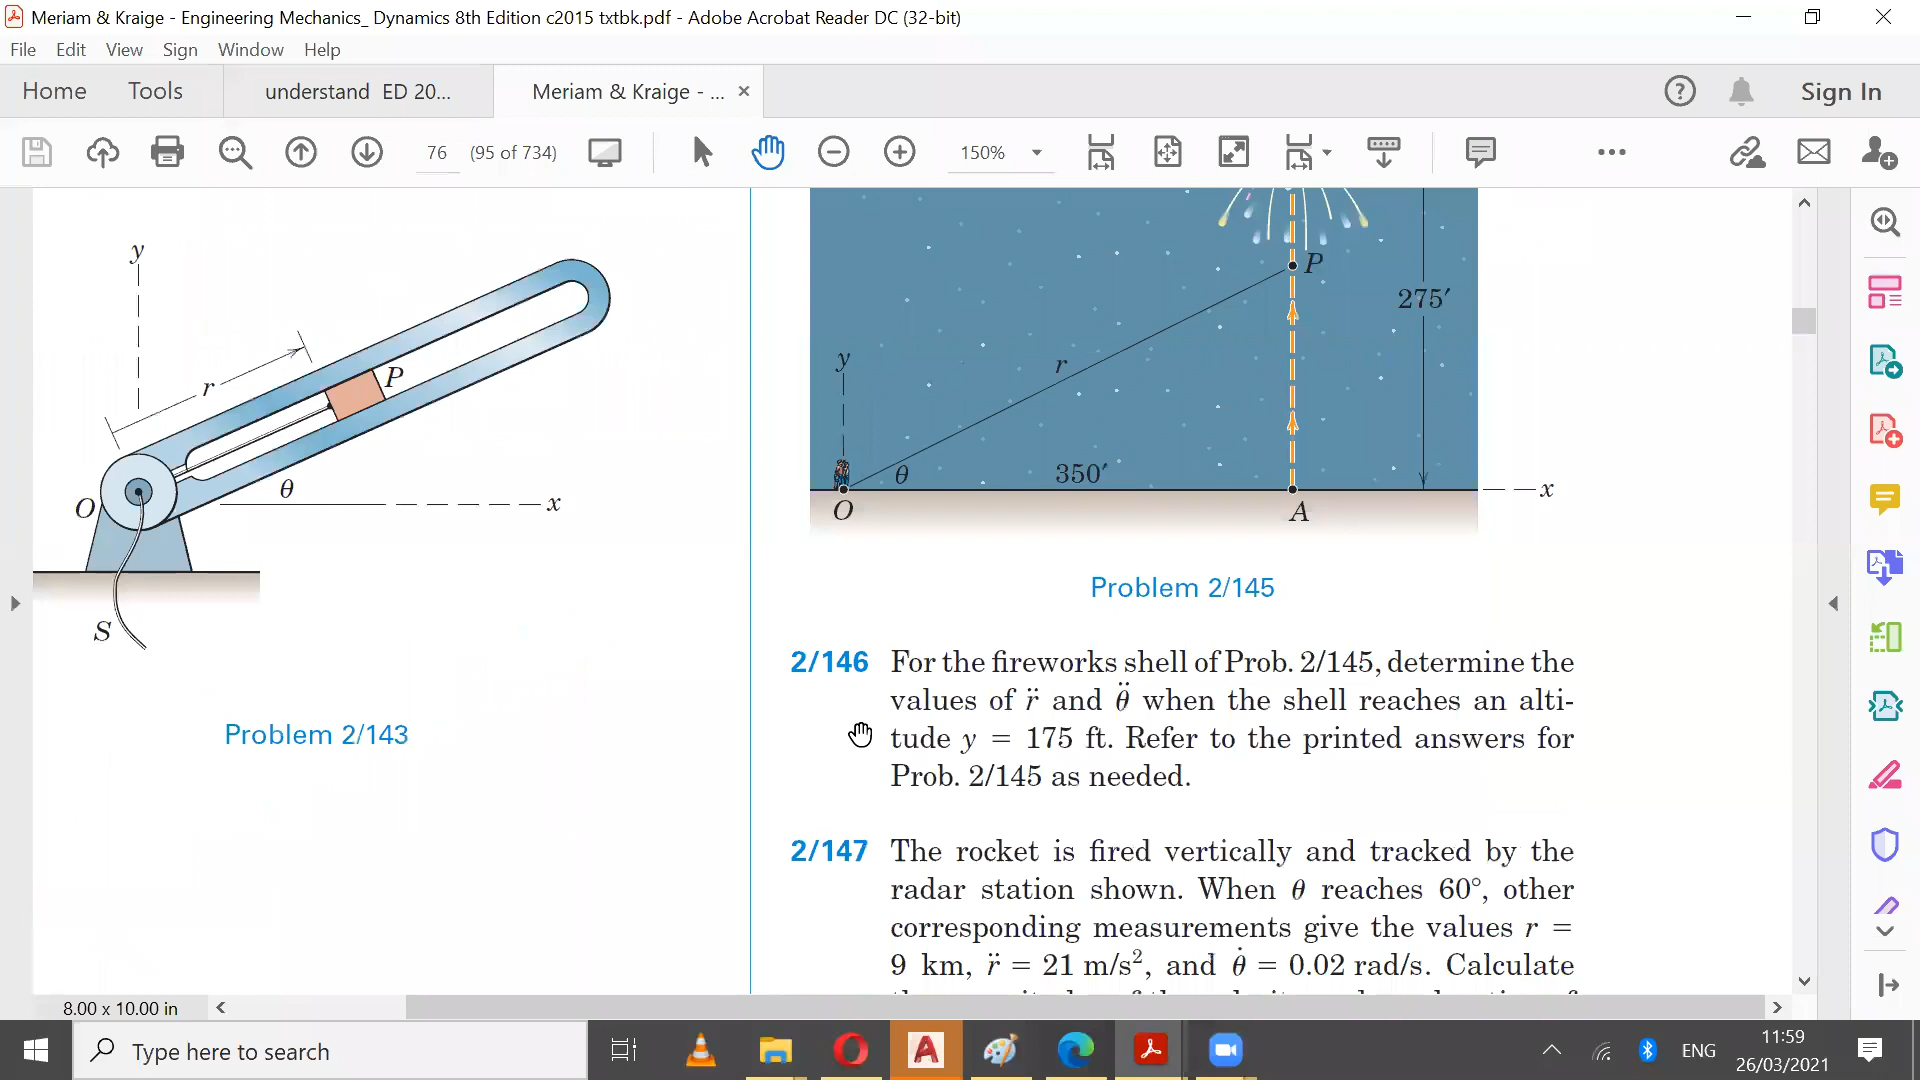 Meriam & Kraige - Engineering Mechanics_ Dynamics 8th Edition c2015 txtbk.pdf - Adobe Acrobat Reader DC (32-bit)
File Edit View Sign Window Help
Home Tools understand ED 20... Meriam & Kraige - ... × ? Sign In
76 (95 of 734) 150%
y
r
P
O
θ
x
S
Problem 2/143
P
275′
y
r
θ
350′
x
O
A
Problem 2/145
2/146 For the fireworks shell of Prob. 2/145, determine the
values of r̈ and θ̈ when the shell reaches an alti-
tude y = 175 ft. Refer to the printed answers for
Prob. 2/145 as needed.
2/147 The rocket is fired vertically and tracked by the
radar station shown. When θ reaches 60°, other
corresponding measurements give the values r =
9 km, r̈ = 21 m/s², and θ̇ = 0.02 rad/s. Calculate
8.00 x 10.00 in
Type here to search
ENG
11:59
26/03/2021